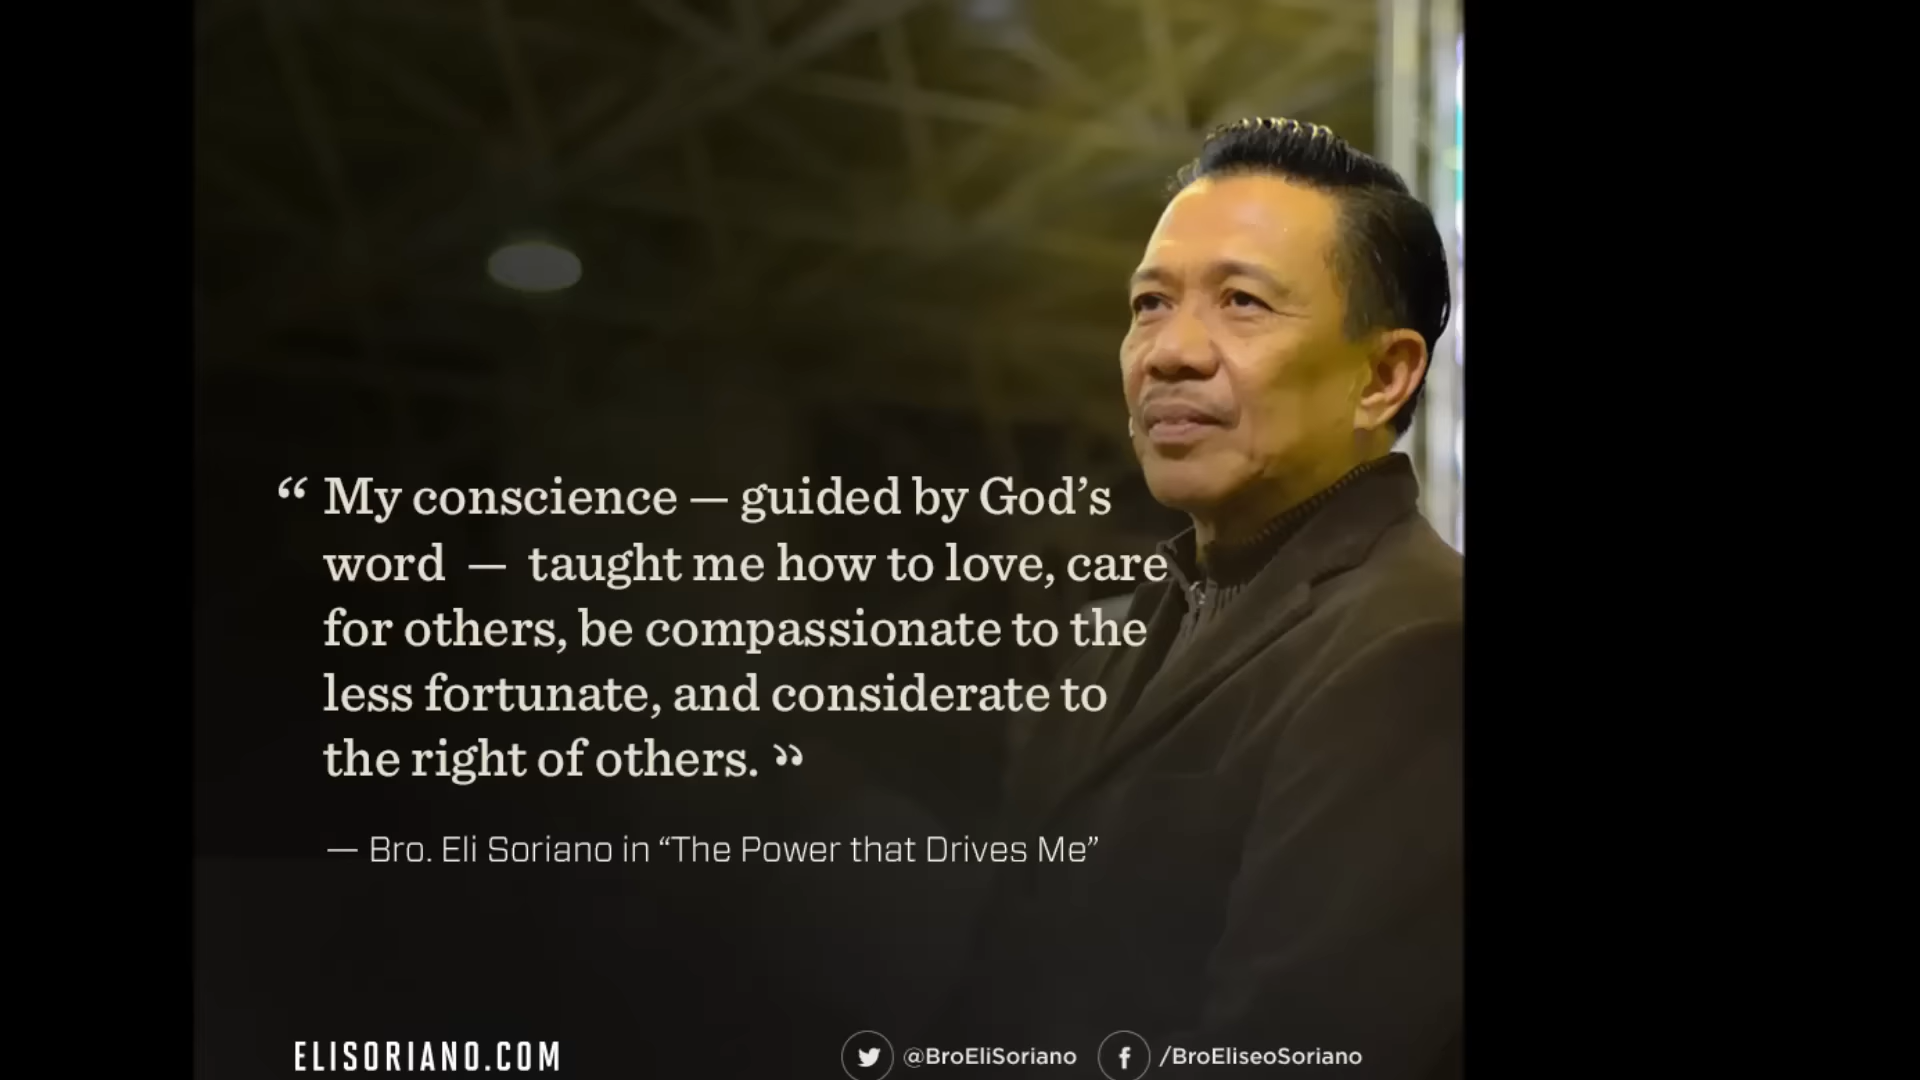 “ My conscience — guided by God’s
word — taught me how to love, care
for others, be compassionate to the
less fortunate, and considerate to
the right of others. ”
— Bro. Eli Soriano in “The Power that Drives Me”
ELISORIANO.COM @BroEliSoriano /BroEliseoSoriano